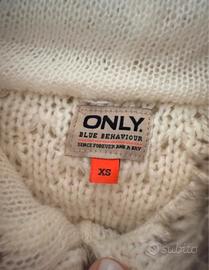 ONLY.
BLUE BEHAVIOUR
SINCE FOREVER AND A DAY
XS
subito